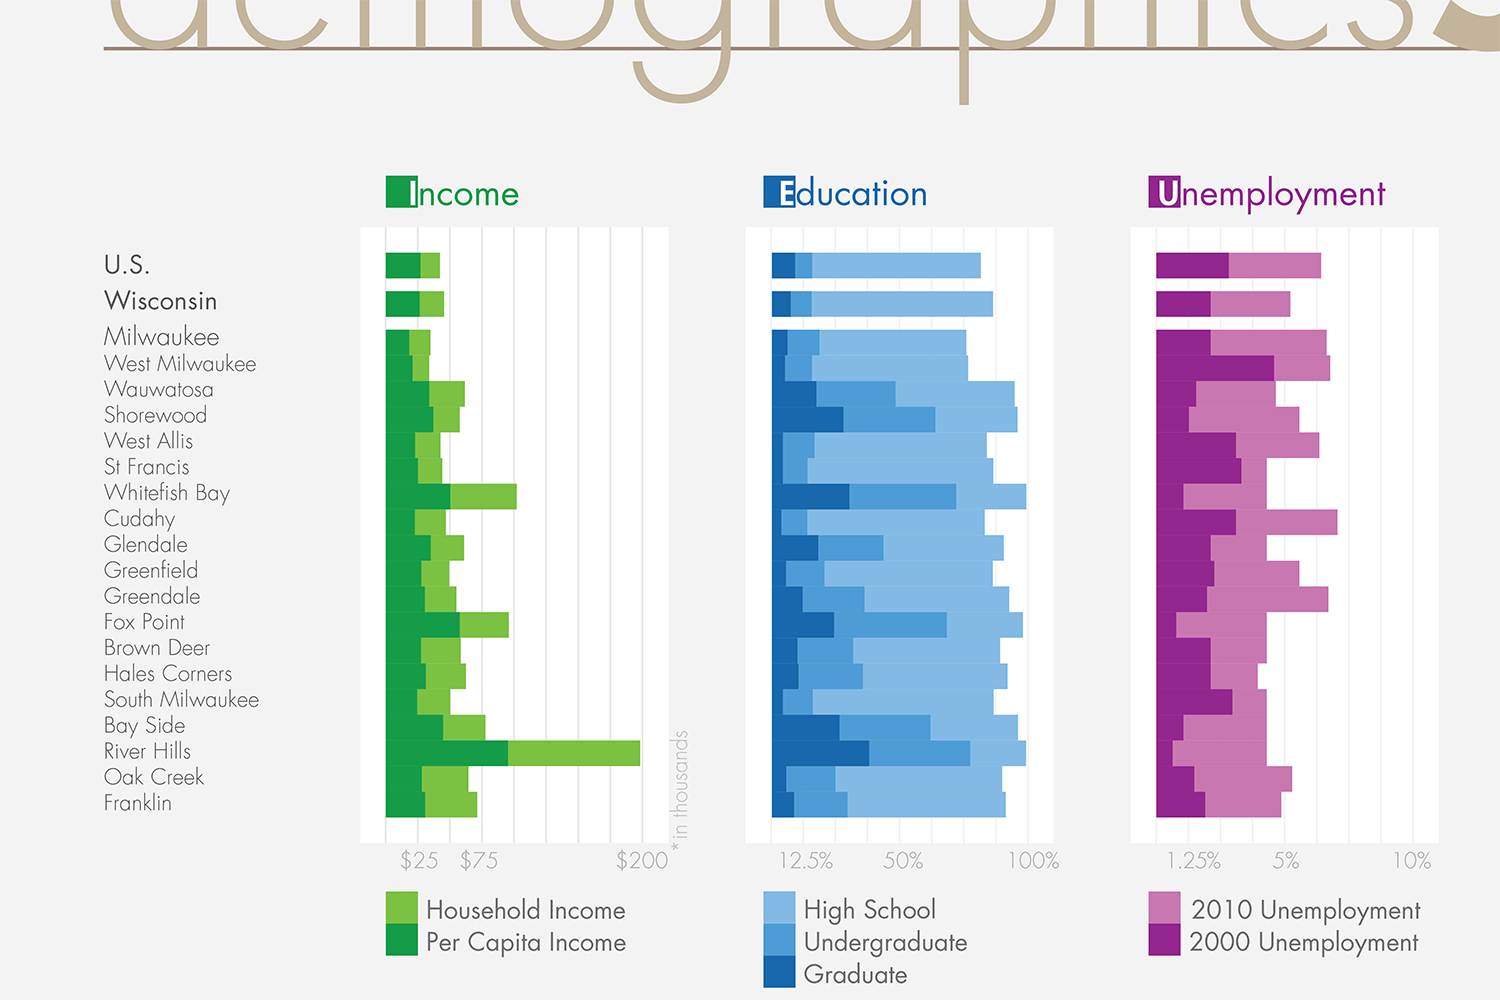 demographics
Income
Education
Unemployment
U.S.
Wisconsin
Milwaukee
West Milwaukee
Wauwatosa
Shorewood
West Allis
St Francis
Whitefish Bay
Cudahy
Glendale
Greenfield
Greendale
Fox Point
Brown Deer
Hales Corners
South Milwaukee
Bay Side
River Hills
Oak Creek
Franklin
*in thousands
$25 $75 $200
12.5% 50% 100%
1.25% 5% 10%
Household Income
Per Capita Income
High School
Undergraduate
Graduate
2010 Unemployment
2000 Unemployment